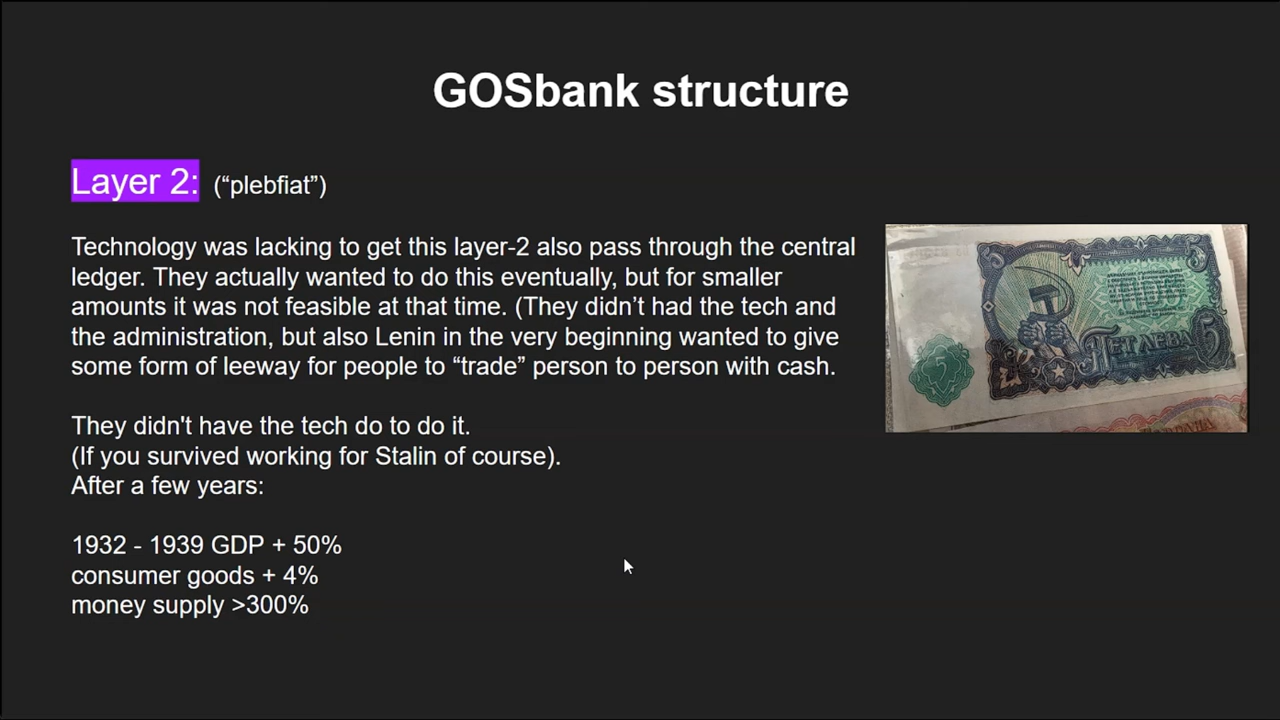 GOSbank structure
Layer 2: (“plebfiat”)
Technology was lacking to get this layer-2 also pass through the central
ledger. They actually wanted to do this eventually, but for smaller
amounts it was not feasible at that time. (They didn’t had the tech and
the administration, but also Lenin in the very beginning wanted to give
some form of leeway for people to “trade” person to person with cash.
They didn't have the tech do to do it.
(If you survived working for Stalin of course).
After a few years:
1932 - 1939 GDP + 50%
consumer goods + 4%
money supply >300%
5
5
5
ПЕТ ЛЕВА 5